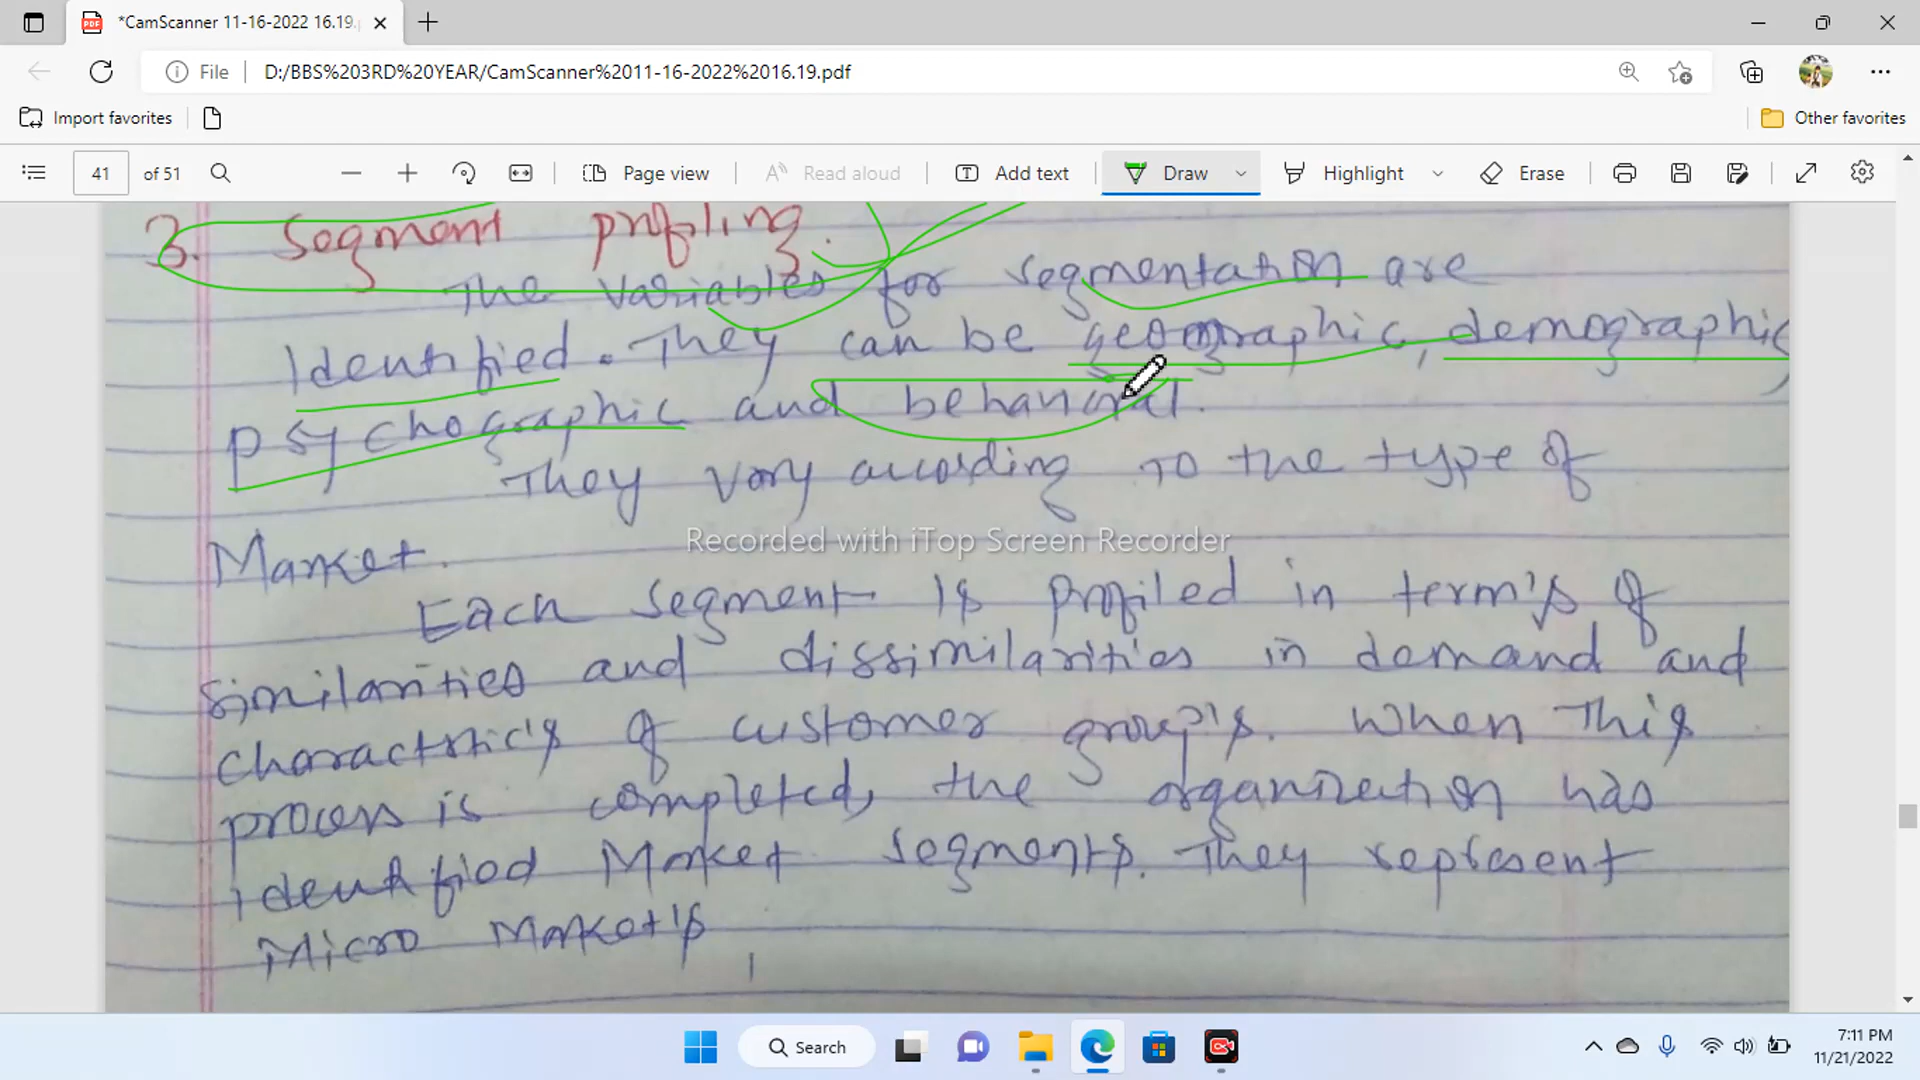 *CamScanner 11-16-2022 16.19.
File D:/BBS%203RD%20YEAR/CamScanner%2011-16-2022%2016.19.pdf
Import favorites
Other favorites
41 of 51 Page view Read aloud Add text Draw Highlight Erase
3. Segment profiling.
The variables for segmentation are
Identified. They can be geographic, demographic,
psychographic and behavioral.
They vary according To the type of
Market.
Recorded with iTop Screen Recorder
Each segment is profiled in term's of
similarities and dissimilarities in demand and
of customer group's. When This
process is completed, the organization has
identified Market segments. They represent
Micro Market's
Search
7:11 PM
11/21/2022